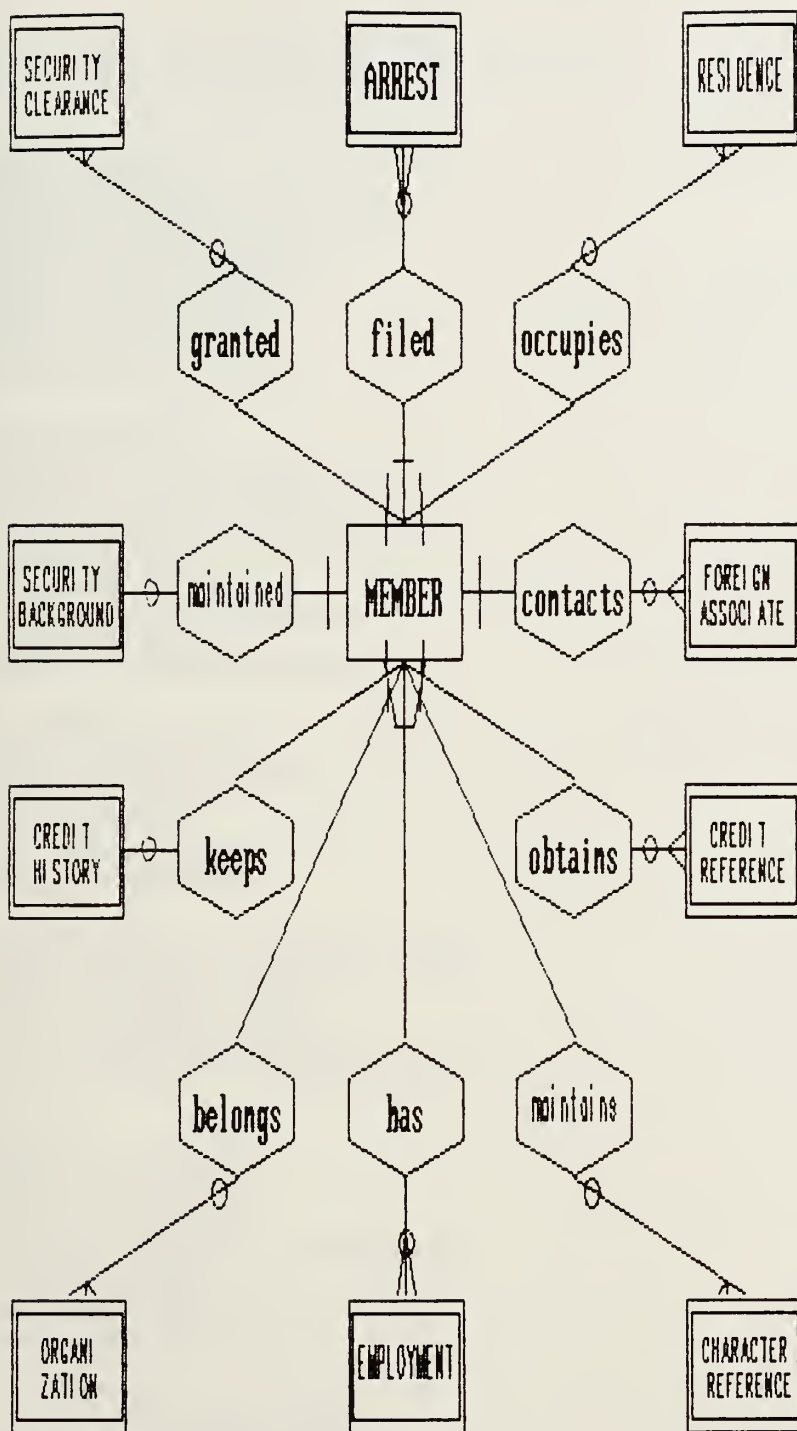 SECURITY
CLEARANCE
ARREST
RESIDENCE
granted
filed
occupies
SECURITY
BACKGROUND
maintained
MEMBER
contacts
FOREIGN
ASSOCIATE
CREDIT
HISTORY
keeps
obtains
CREDIT
REFERENCE
belongs
has
maintains
ORGANI
ZATION
EMPLOYMENT
CHARACTER
REFERENCE